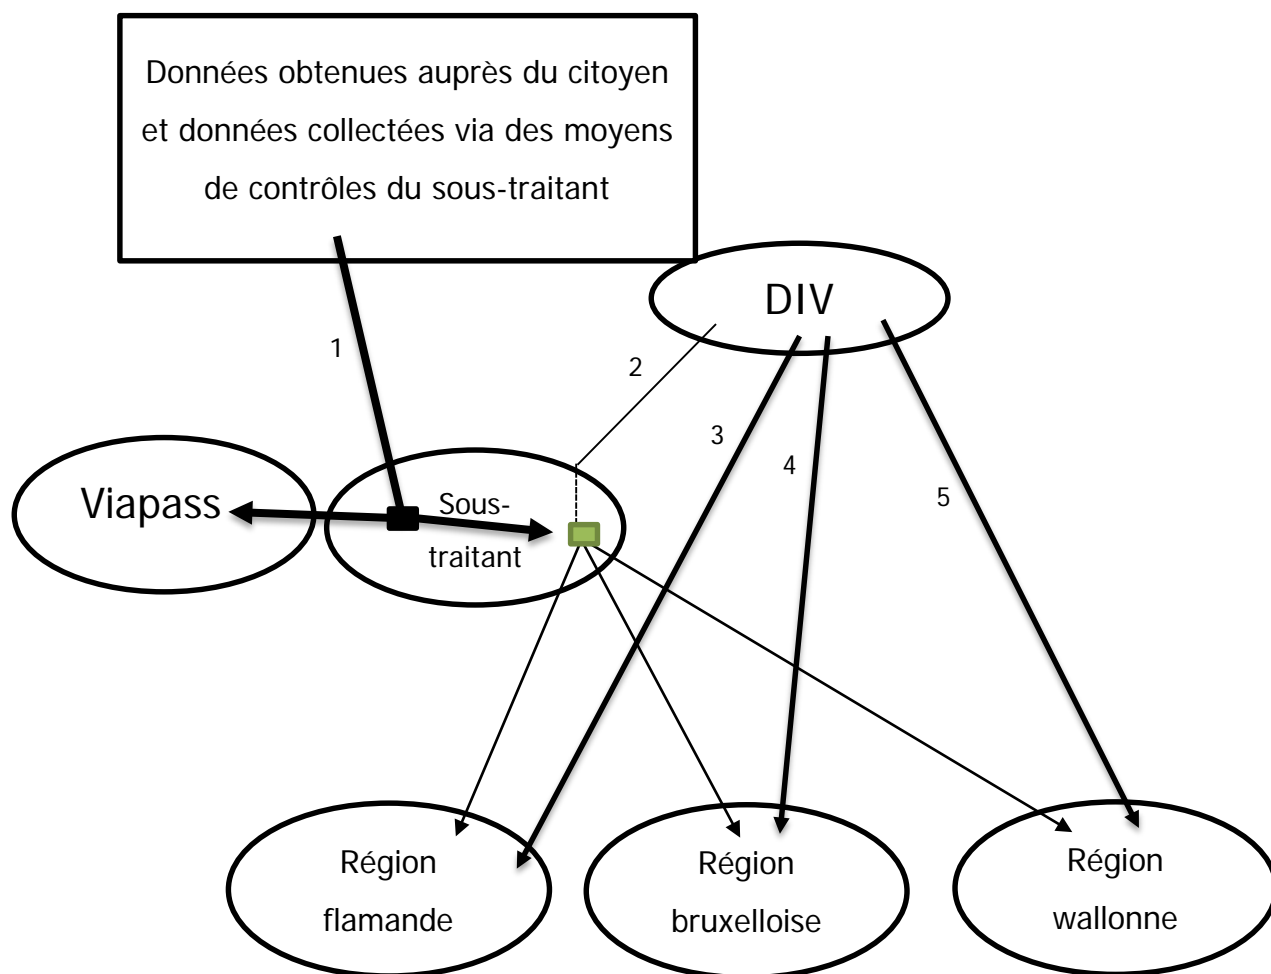 Données obtenues auprès du citoyen
et données collectées via des moyens
de contrôles du sous-traitant
DIV
1
2
3
4
5
Viapass
Sous-
traitant
Région
flamande
Région
bruxelloise
Région
wallonne